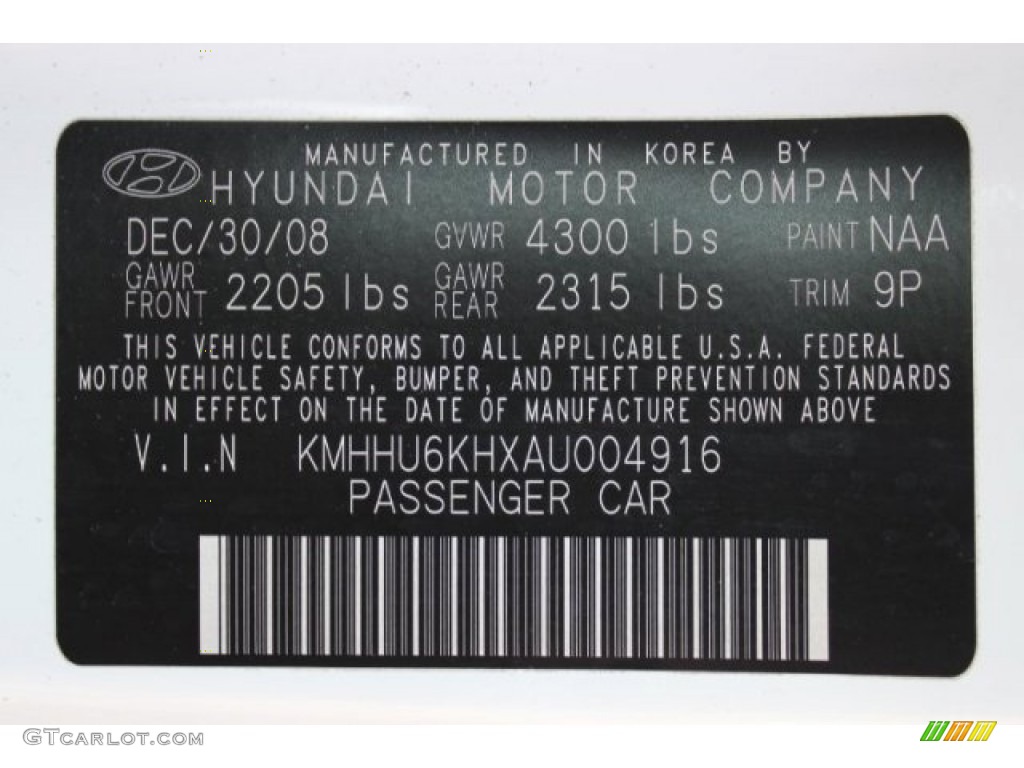 MANUFACTURED IN KOREA BY
HYUNDAI MOTOR COMPANY
DEC/30/08 GVWR 4300 lbs PAINT NAA
GAWR FRONT 2205 lbs GAWR REAR 2315 lbs TRIM 9P
THIS VEHICLE CONFORMS TO ALL APPLICABLE U.S.A. FEDERAL
MOTOR VEHICLE SAFETY, BUMPER, AND THEFT PREVENTION STANDARDS
IN EFFECT ON THE DATE OF MANUFACTURE SHOWN ABOVE
V.I.N KMHHU6KHXAU004916
PASSENGER CAR
GTCARLOT.COM